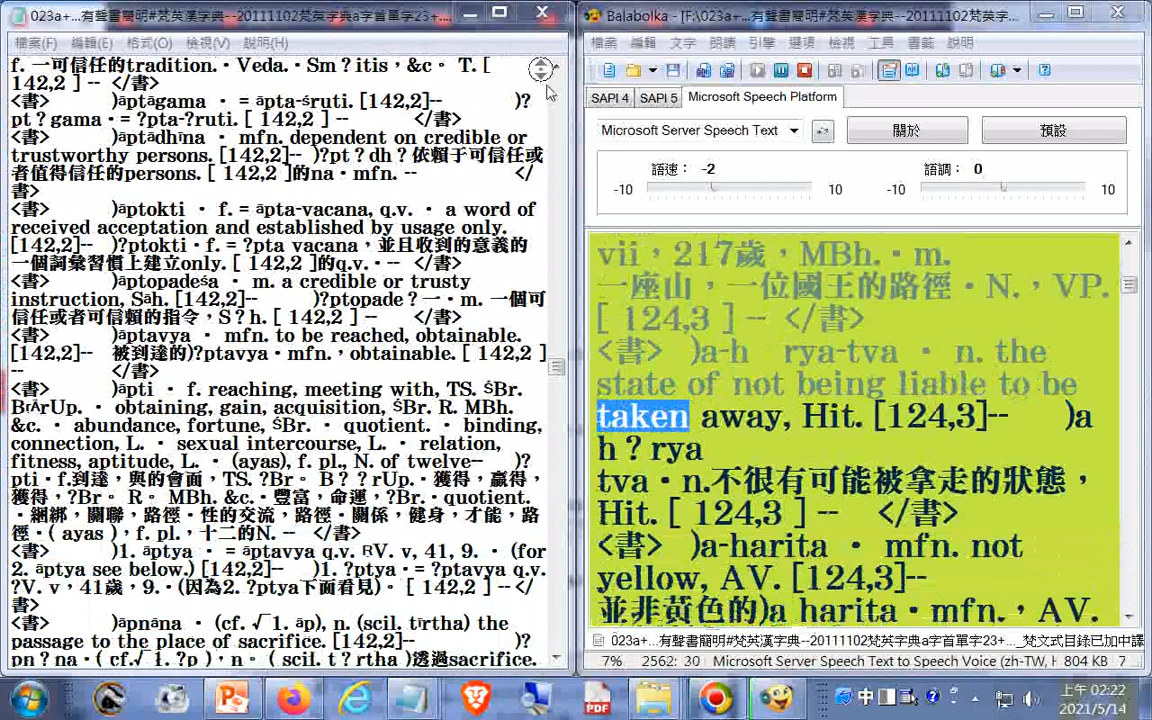 023a+...有聲書簡明#梵英漢字典--20111102梵英字典a字首單字23+...
檔案(F) 編輯(E) 格式(O) 檢視(V) 說明(H)
f. 一可信任的tradition.‧Veda.‧Sm？itis，&c。T. [
142,2 ] -- </書>
<書> )āptāgama ‧ = āpta-śruti. [142,2]-- )?
pt？gama‧= ?pta-?ruti. [ 142,2 ] -- </書>
<書> )āptādhīna ‧ mfn. dependent on credible or
trustworthy persons. [142,2]-- )?pt？dh？依賴于可信任或
者值得信任的persons. [ 142,2 ]的na‧mfn. -- </
書>
<書> )āptokti ‧ f. = āpta-vacana, q.v. ‧ a word of
received acceptation and established by usage only.
[142,2]-- )?ptokti‧f. = ?pta vacana，並且收到的意義的
一個詞彙習慣上建立only. [ 142,2 ]的q.v.‧-- </書>
<書> )āptopadeśa ‧ m. a credible or trusty
instruction, Sāh. [142,2]-- )?ptopade？一‧m. 一個可
信任或者可信賴的指令，S？h. [ 142,2 ] -- </書>
<書> )āptavya ‧ mfn. to be reached, obtainable.
[142,2]-- 被到達的)?ptavya‧mfn.，obtainable. [ 142,2 ]
-- </書>
<書> )āpti ‧ f. reaching, meeting with, TS. ŚBr.
BṛĀrUp. ‧ obtaining, gain, acquisition, ŚBr. R. MBh.
&c. ‧ abundance, fortune, ŚBr. ‧ quotient. ‧ binding,
connection, L. ‧ sexual intercourse, L. ‧ relation,
fitness, aptitude, L. ‧ (ayas), f. pl., N. of twelve-- )?
pti‧f.到達，與的會面，TS. ?Br. B？？rUp.‧獲得，贏得，
獲得，?Br。R。MBh. &c.‧豐富，命運，?Br.‧quotient.
‧綑綁，關聯，路徑‧性的交流，路徑‧關係，健身，才能，路
徑‧( ayas )，f. pl.，十二的N. -- </書>
<書> )1. āptya ‧ = āptavya q.v. RV. v, 41, 9. ‧ (for
2. āptya see below.) [142,2]-- )1. ?ptya‧= ?ptavya q.v.
?V. v，41歲，9.‧(因為2. ?ptya下面看見)。[ 142,2 ] -- </
書>
<書> )āpnāna ‧ (cf. √1. āp), n. (scil. tīrtha) the
passage to the place of sacrifice. [142,2]-- )?
pn？na‧( cf.√1. ?p )，n。( scil. t？rtha )透過sacrifice.
Balabolka - [F:\023a+...有聲書簡明#梵英漢字典--20111102梵英字...
檔案 編輯 文字 朗讀 引擎 選項 檢視 工具 書籤 說明
SAPI 4 SAPI 5 Microsoft Speech Platform
Microsoft Server Speech Text 關於 預設
語速： -2 語調： 0
-10 10 -10 10
vii，217歲，MBh.‧m.
一座山，一位國王的路徑‧N.，VP.
[ 124,3 ] -- </書>
<書> )a-h rya-tva ‧ n. the
state of not being liable to be
taken away, Hit. [124,3]-- )a
h？rya
tva‧n.不很有可能被拿走的狀態，
Hit. [ 124,3 ] -- </書>
<書> )a-harita ‧ mfn. not
yellow, AV. [124,3]--
並非黃色的)a harita‧mfn.，AV.
023a+...有聲書簡明#梵英漢字典--20111102梵英字典a字首單字23+..._梵文式目錄已加中譯
7% 2562: 30 Microsoft Server Speech Text to Speech Voice (zh-TW, H 804 KB 7
中
上午 02:22
2021/5/14